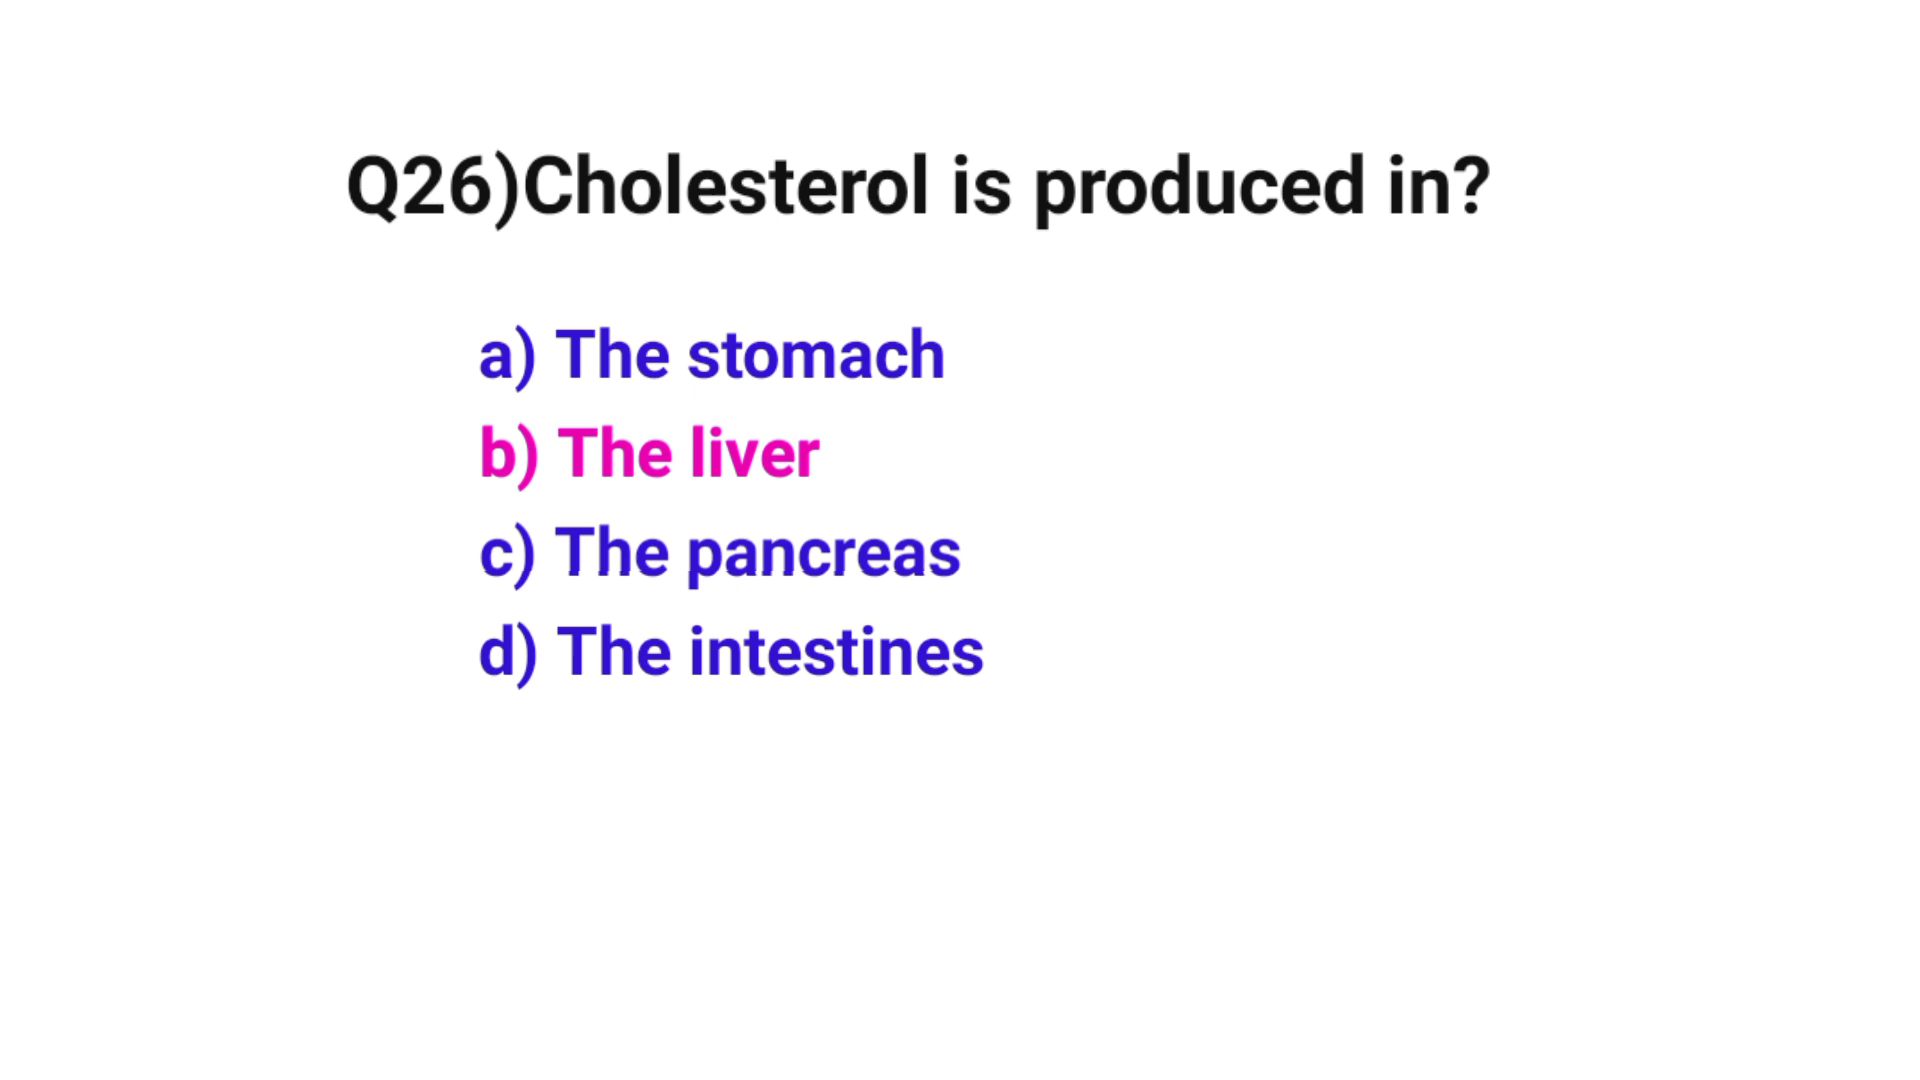 Q26)Cholesterol is produced in?
a) The stomach
b) The liver
c) The pancreas
d) The intestines